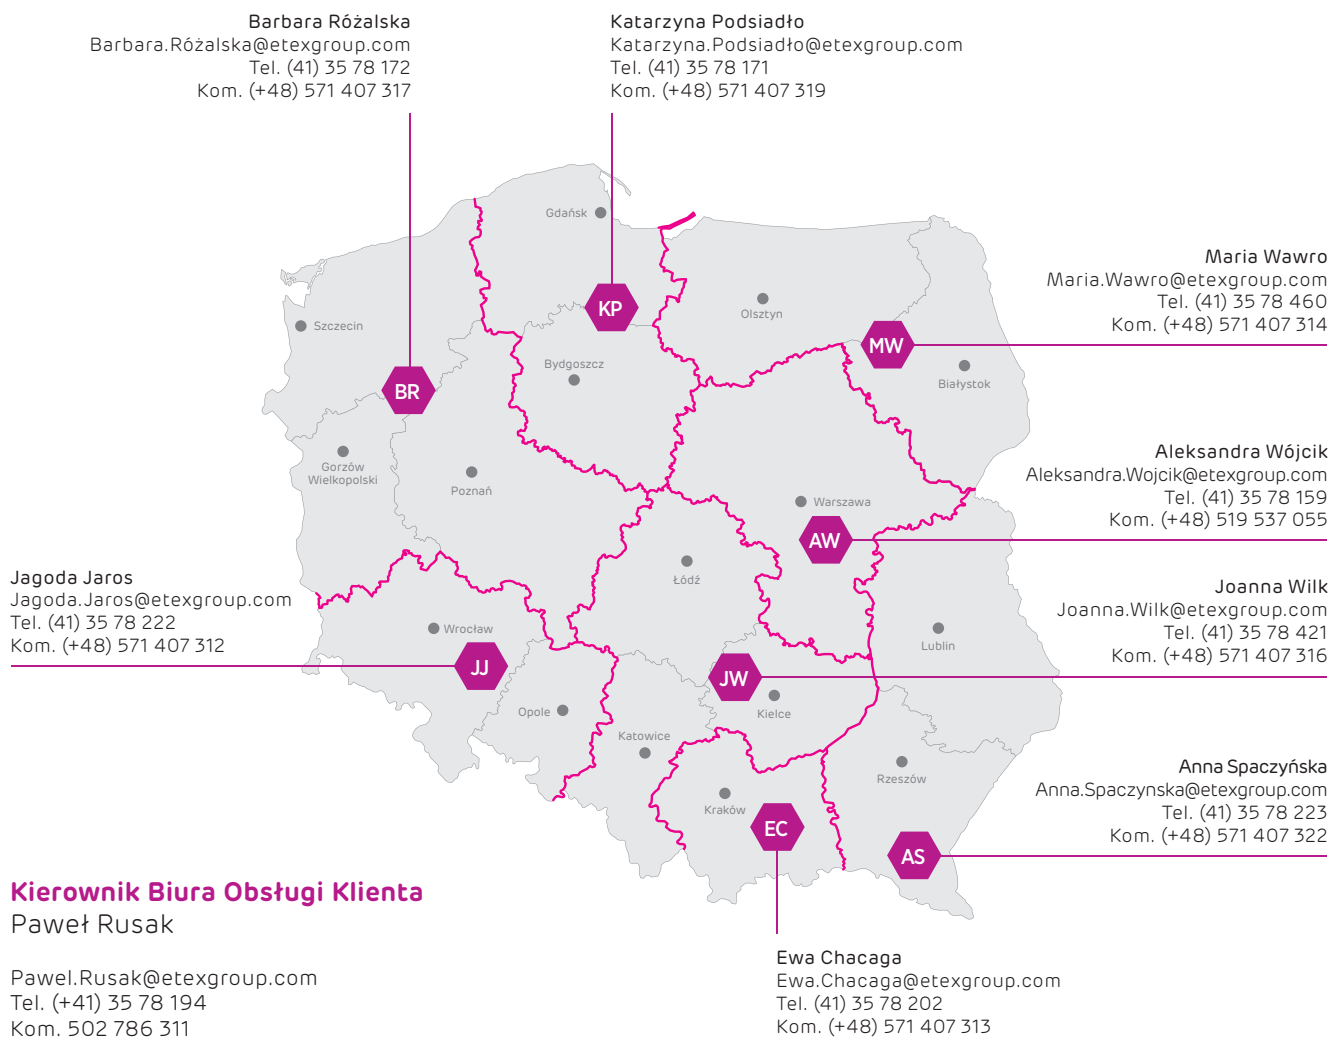 Barbara Różalska
Barbara.Różalska@etexgroup.com
Tel. (41) 35 78 172
Kom. (+48) 571 407 317
Katarzyna Podsiadło
Katarzyna.Podsiadło@etexgroup.com
Tel. (41) 35 78 171
Kom. (+48) 571 407 319
Gdańsk
Maria Wawro
Maria.Wawro@etexgroup.com
Tel. (41) 35 78 460
Kom. (+48) 571 407 314
KP
Olsztyn
Szczecin
MW
Bydgoszcz
Białystok
BR
Aleksandra Wójcik
Aleksandra.Wojcik@etexgroup.com
Tel. (41) 35 78 159
Kom. (+48) 519 537 055
Gorzów
Wielkopolski
Poznań
Warszawa
AW
Łódź
Jagoda Jaros
Jagoda.Jaros@etexgroup.com
Tel. (41) 35 78 222
Kom. (+48) 571 407 312
Joanna Wilk
Joanna.Wilk@etexgroup.com
Tel. (41) 35 78 421
Kom. (+48) 571 407 316
Wrocław
Lublin
JJ
JW
Opole
Kielce
Katowice
Rzeszów
Anna Spaczyńska
Anna.Spaczynska@etexgroup.com
Tel. (41) 35 78 223
Kom. (+48) 571 407 322
Kraków
EC
AS
Kierownik Biura Obsługi Klienta
Paweł Rusak
Pawel.Rusak@etexgroup.com
Tel. (+41) 35 78 194
Kom. 502 786 311
Ewa Chacaga
Ewa.Chacaga@etexgroup.com
Tel. (41) 35 78 202
Kom. (+48) 571 407 313